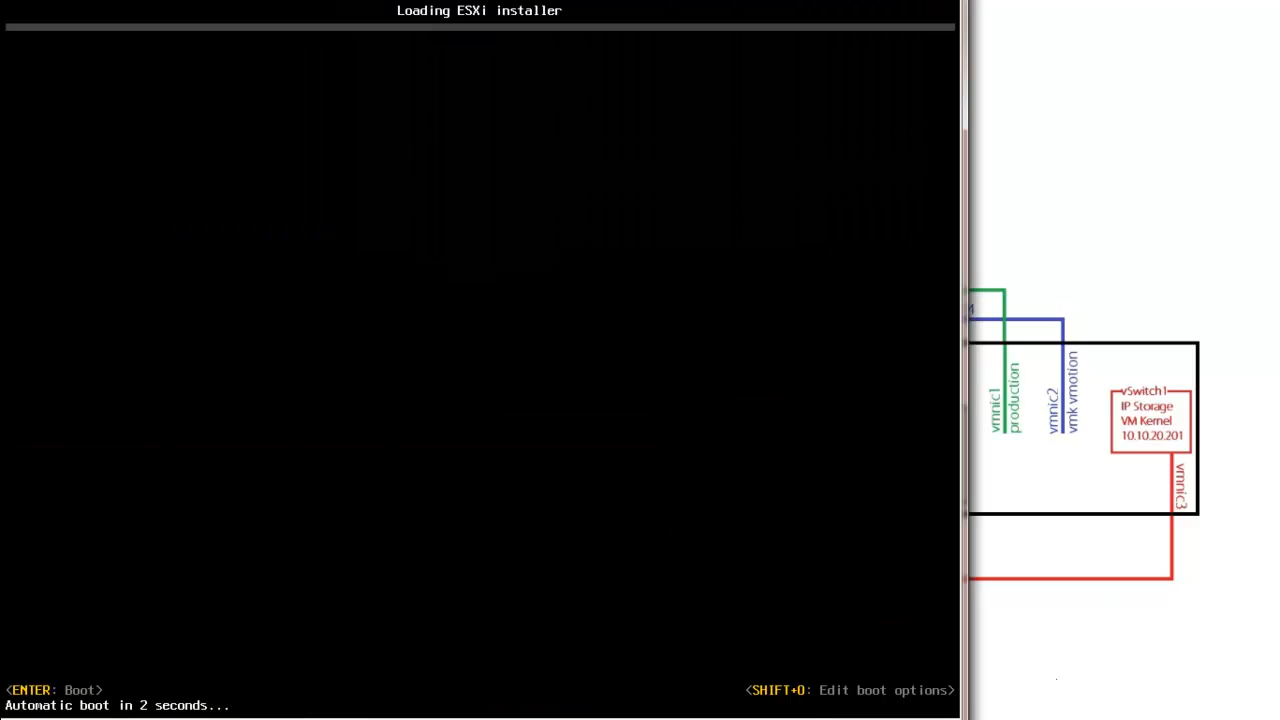 Loading ESXi installer
M
vmnic1
production
vmnic2
vmk vmotion
vSwitch1
IP Storage
VM Kernel
10.10.20.201
vmnic3
<ENTER: Boot>
<SHIFT+O: Edit boot options>
Automatic boot in 2 seconds...